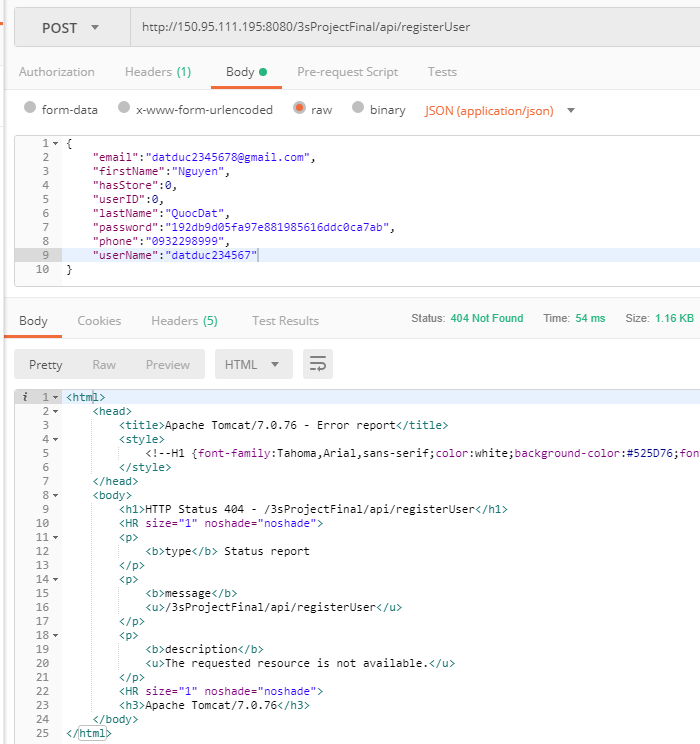 POST http://150.95.111.195:8080/3sProjectFinal/api/registerUser
Authorization Headers (1) Body Pre-request Script Tests
form-data x-www-form-urlencoded raw binary JSON (application/json)
1 {
2 "email":"datduc2345678@gmail.com",
3 "firstName":"Nguyen",
4 "hasStore":0,
5 "userID":0,
6 "lastName":"QuocDat",
7 "password":"192db9d05fa97e881985616ddc0ca7ab",
8 "phone":"0932298999",
9 "userName":"datduc234567"
10 }
Body Cookies Headers (5) Test Results Status: 404 Not Found Time: 54 ms Size: 1.16 KB
Pretty Raw Preview HTML
i 1 <html>
2 <head>
3 <title>Apache Tomcat/7.0.76 - Error report</title>
4 <style>
5 <!--H1 {font-family:Tahoma,Arial,sans-serif;color:white;background-color:#525D76;fon
6 </style>
7 </head>
8 <body>
9 <h1>HTTP Status 404 - /3sProjectFinal/api/registerUser</h1>
10 <HR size="1" noshade="noshade">
11 <p>
12 <b>type</b> Status report
13 </p>
14 <p>
15 <b>message</b>
16 <u>/3sProjectFinal/api/registerUser</u>
17 </p>
18 <p>
19 <b>description</b>
20 <u>The requested resource is not available.</u>
21 </p>
22 <HR size="1" noshade="noshade">
23 <h3>Apache Tomcat/7.0.76</h3>
24 </body>
25 </html>